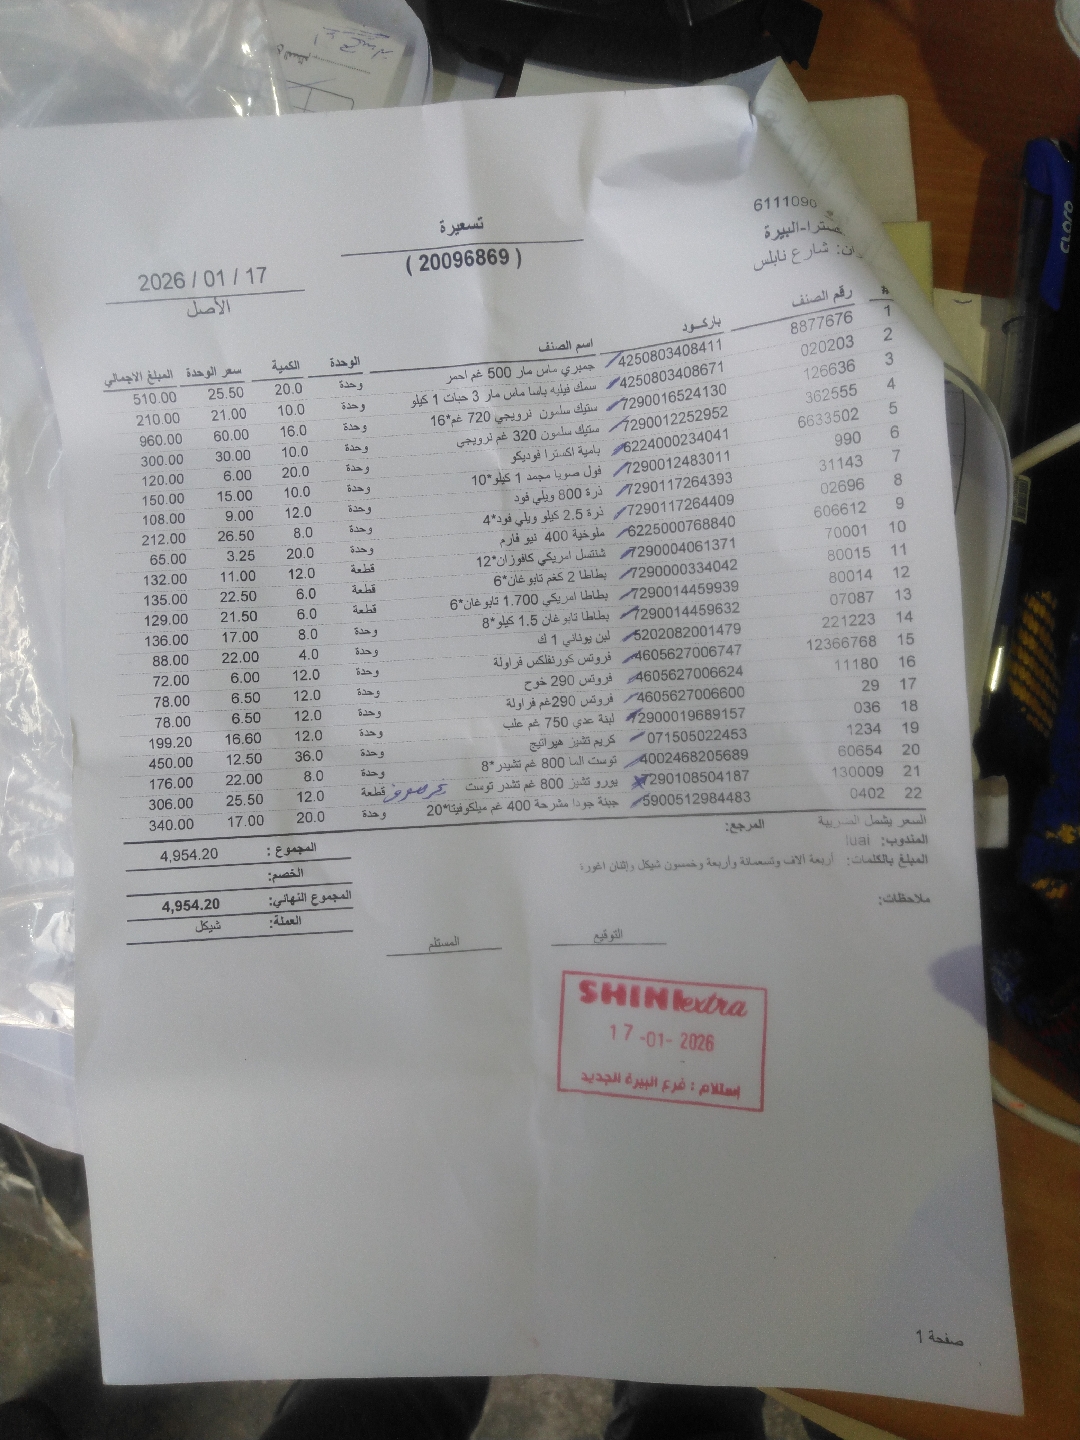 6111090
سترا-البيرة
شارع نابلس
تسعيرة
( 20096869 )
2026 / 01 / 17
الأصل
# رقم الصنف باركود اسم الصنف الوحدة الكمية سعر الوحدة المبلغ الاجمالي
1 8877676 4250803408411 جمبري ماس مار 500 غم احمر وحدة 20.0 25.50 510.00
2 020203 4250803408671 سمك فيليه باسا ماس مار 3 حبات 1 كيلو وحدة 10.0 21.00 210.00
3 126636 7290016524130 ستيك سلمون نرويجي 720 غم*16 وحدة 16.0 60.00 960.00
4 362555 7290012252952 ستيك سلمون 320 غم نرويجي وحدة 10.0 30.00 300.00
5 6633502 6224000234041 بامية اكسترا فوديكو وحدة 20.0 6.00 120.00
6 990 7290012483011 فول صويا مجمد 1 كيلو*10 وحدة 10.0 15.00 150.00
7 31143 7290117264393 ذرة 800 ويلي فود وحدة 12.0 9.00 108.00
8 02696 7290117264409 ذرة 2.5 كيلو ويلي فود*4 وحدة 8.0 26.50 212.00
9 606612 6225000768840 ملوخية 400 نيو فارم وحدة 20.0 3.25 65.00
10 70001 7290004061371 شنتسل امريكي كافوزان*12 قطعة 12.0 11.00 132.00
11 80015 7290000334042 بطاطا 2 كغم تابوغان*6 قطعة 6.0 22.50 135.00
12 80014 7290014459939 بطاطا امريكي 1.700 تابوغان*6 قطعة 6.0 21.50 129.00
13 07087 7290014459632 بطاطا تابوغان 1.5 كيلو*8 وحدة 8.0 17.00 136.00
14 221223 5202082001479 لبن يوناني 1 ك وحدة 4.0 22.00 88.00
15 12366768 4605627006747 فروتس كورنفلكس فراولة وحدة 12.0 6.00 72.00
16 11180 4605627006624 فروتس 290 خوخ وحدة 12.0 6.50 78.00
17 29 4605627006600 فروتس 290غم فراولة وحدة 12.0 6.50 78.00
18 036 72900019689157 لبنة عدي 750 غم علب وحدة 12.0 16.60 199.20
19 1234 071505022453 كريم تشيز هيراتيج وحدة 36.0 12.50 450.00
20 60654 4002468205689 توست الما 800 غم تشيدر*8 وحدة 8.0 22.00 176.00
21 130009 7290108504187 يورو تشيز 800 غم تشدر توست قطعة 12.0 25.50 306.00
22 0402 5900512984483 جبنة جودا مشرحة 400 غم ميلكوفيتا*20 وحدة 20.0 17.00 340.00
السعر يشمل الضريبة
المندوب: luai المرجع:
المبلغ بالكلمات: أربعة آلاف وتسعمائة وأربعة وخمسون شيكل وإثنان اغورة
ملاحظات:
المجموع : 4,954.20
الخصم:
المجموع النهائي: 4,954.20
العملة: شيكل
التوقيع المستلم
SHINI extra
17 -01- 2026
إستلام : فرع البيرة الجديد
صفحة 1